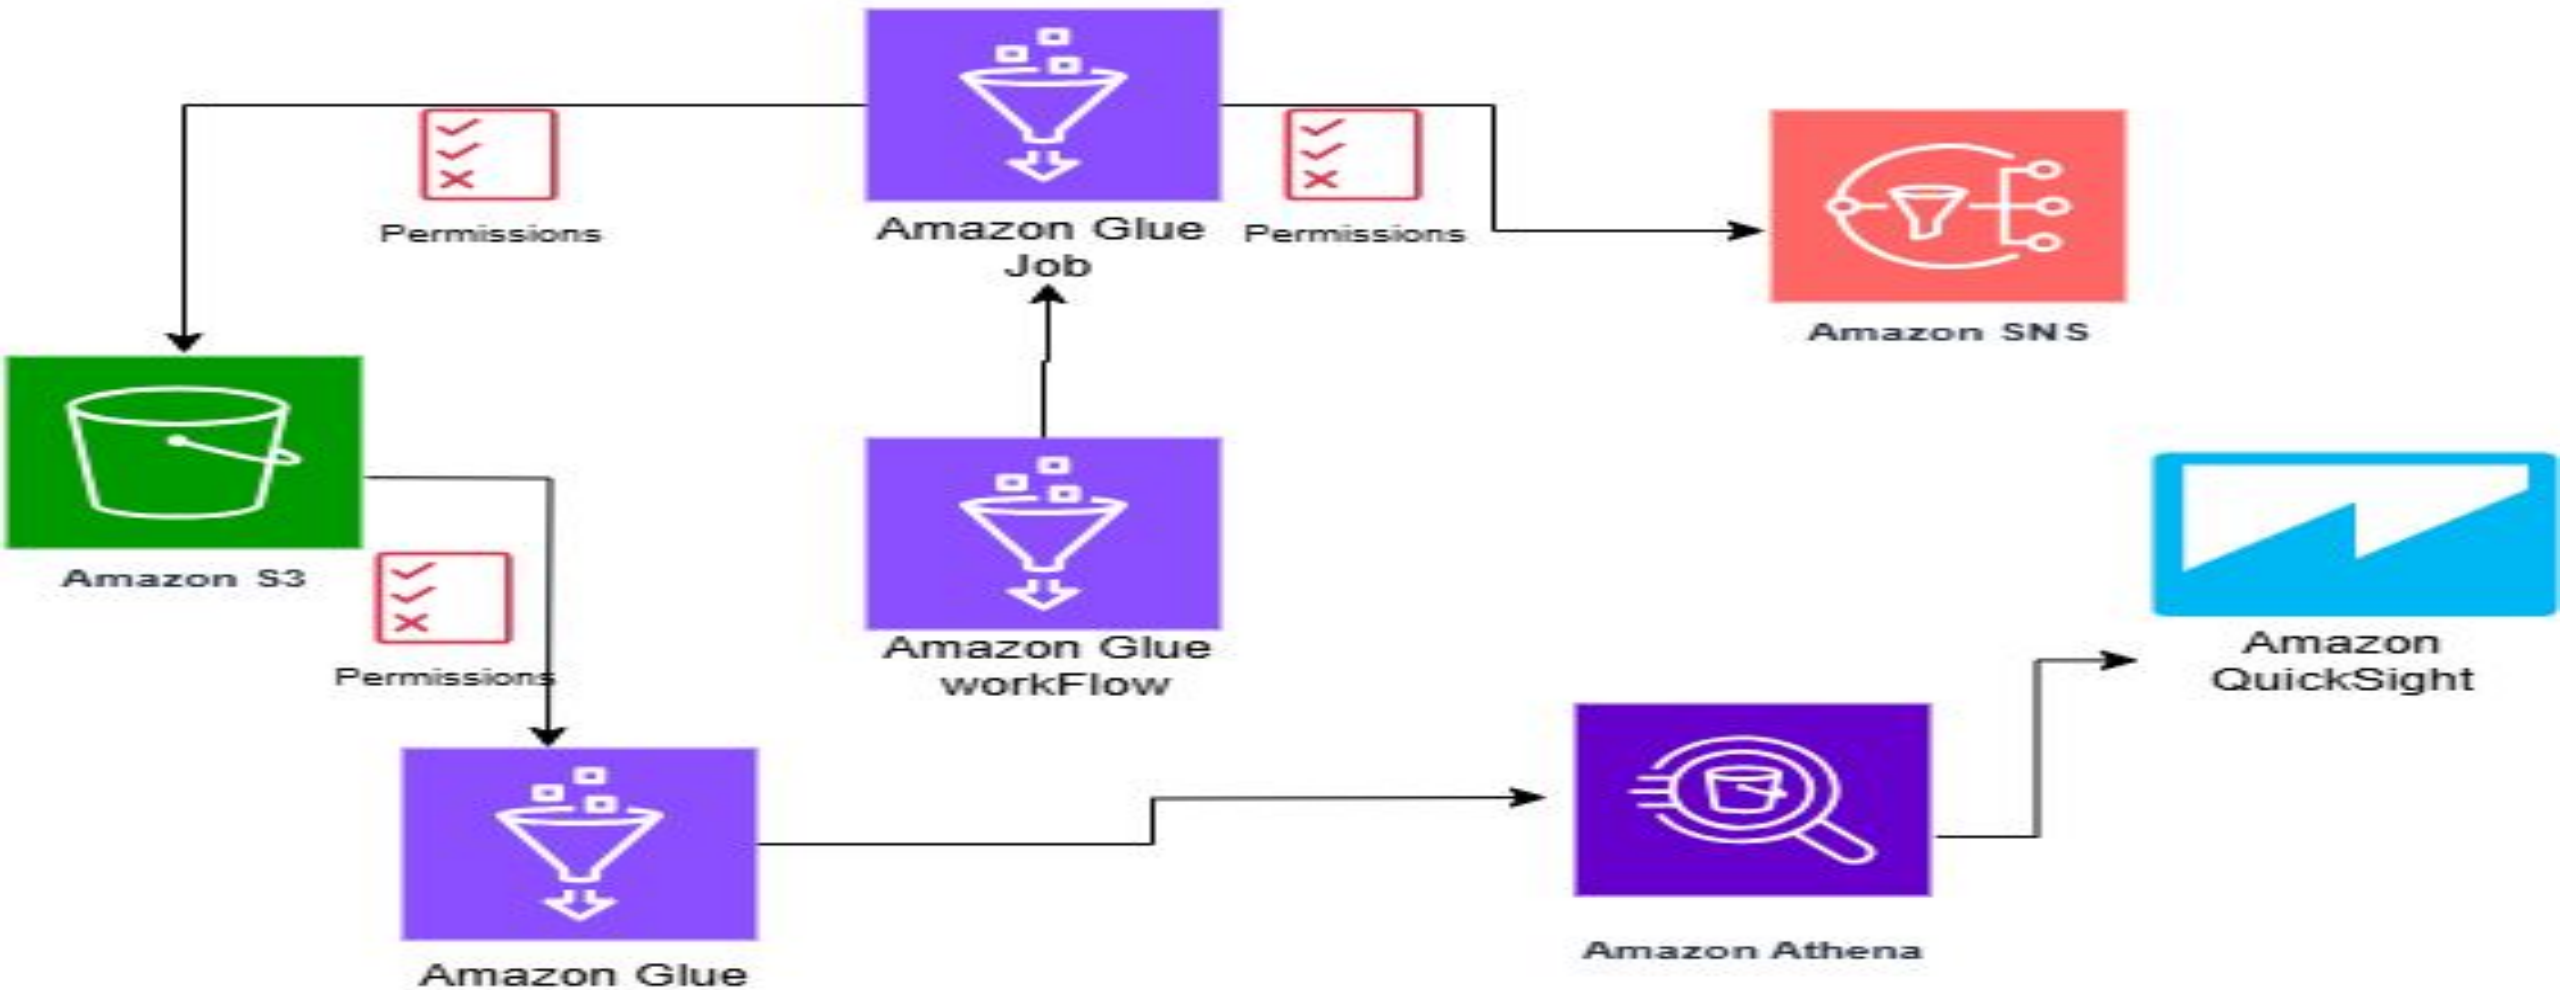 Permissions
Amazon Glue
Job
Permissions
Amazon SNS
Amazon S3
Permissions
Amazon Glue
workFlow
Amazon
QuickSight
Amazon Athena
Amazon Glue